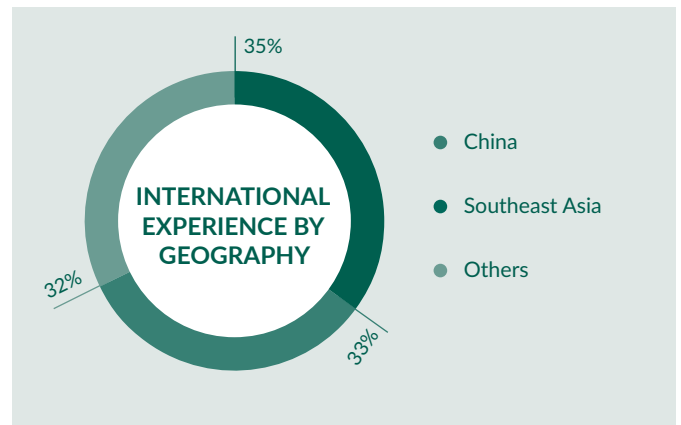 35%
INTERNATIONAL
EXPERIENCE BY
GEOGRAPHY
32%
33%
China
Southeast Asia
Others